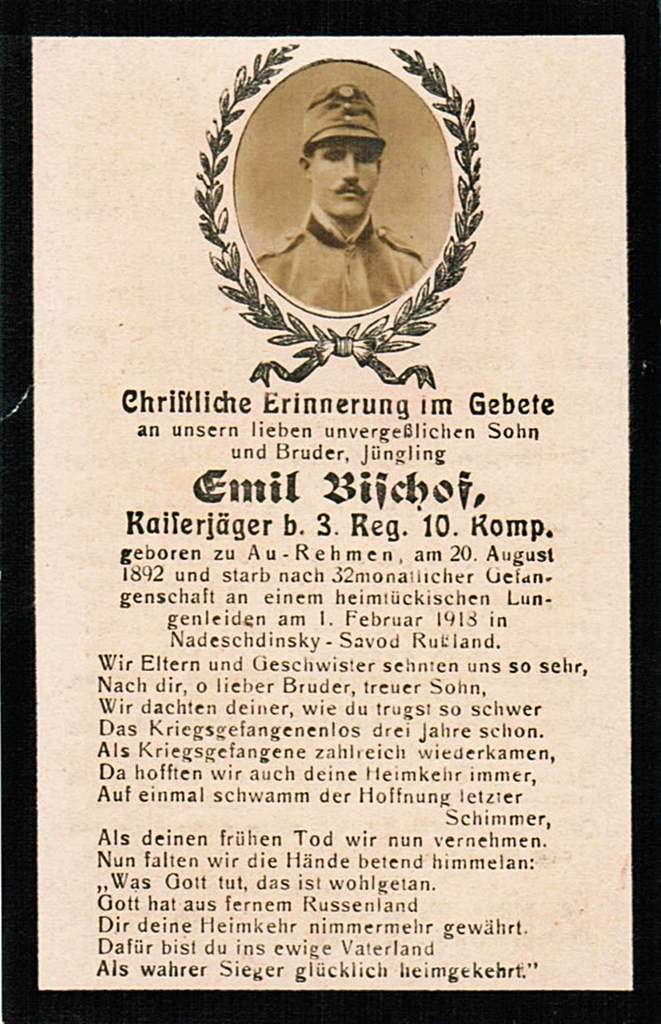 Christliche Erinnerung im Gebete
an unsern lieben unvergeßlichen Sohn
und Bruder, Jüngling
Emil Bischof,
Kaiserjäger b. 3. Reg. 10. Komp.
geboren zu Au-Rehmen, am 20. August
1892 und starb nach 32monatlicher Gefan-
genschaft an einem heimtückischen Lun-
genleiden am 1. Februar 1918 in
Nadeschdinsky-Savod Rußland.
Wir Eltern und Geschwister sehnten uns so sehr,
Nach dir, o lieber Bruder, treuer Sohn,
Wir dachten deiner, wie du trugst so schwer
Das Kriegsgefangenenlos drei Jahre schon.
Als Kriegsgefangene zahlreich wiederkamen,
Da hofften wir auch deine Heimkehr immer,
Auf einmal schwamm der Hoffnung letzter
Schimmer,
Als deinen frühen Tod wir nun vernehmen.
Nun falten wir die Hände betend himmelan:
„Was Gott tut, das ist wohlgetan.
Gott hat aus fernem Russenland
Dir deine Heimkehr nimmermehr gewährt.
Dafür bist du ins ewige Vaterland
Als wahrer Sieger glücklich heimgekehrt."